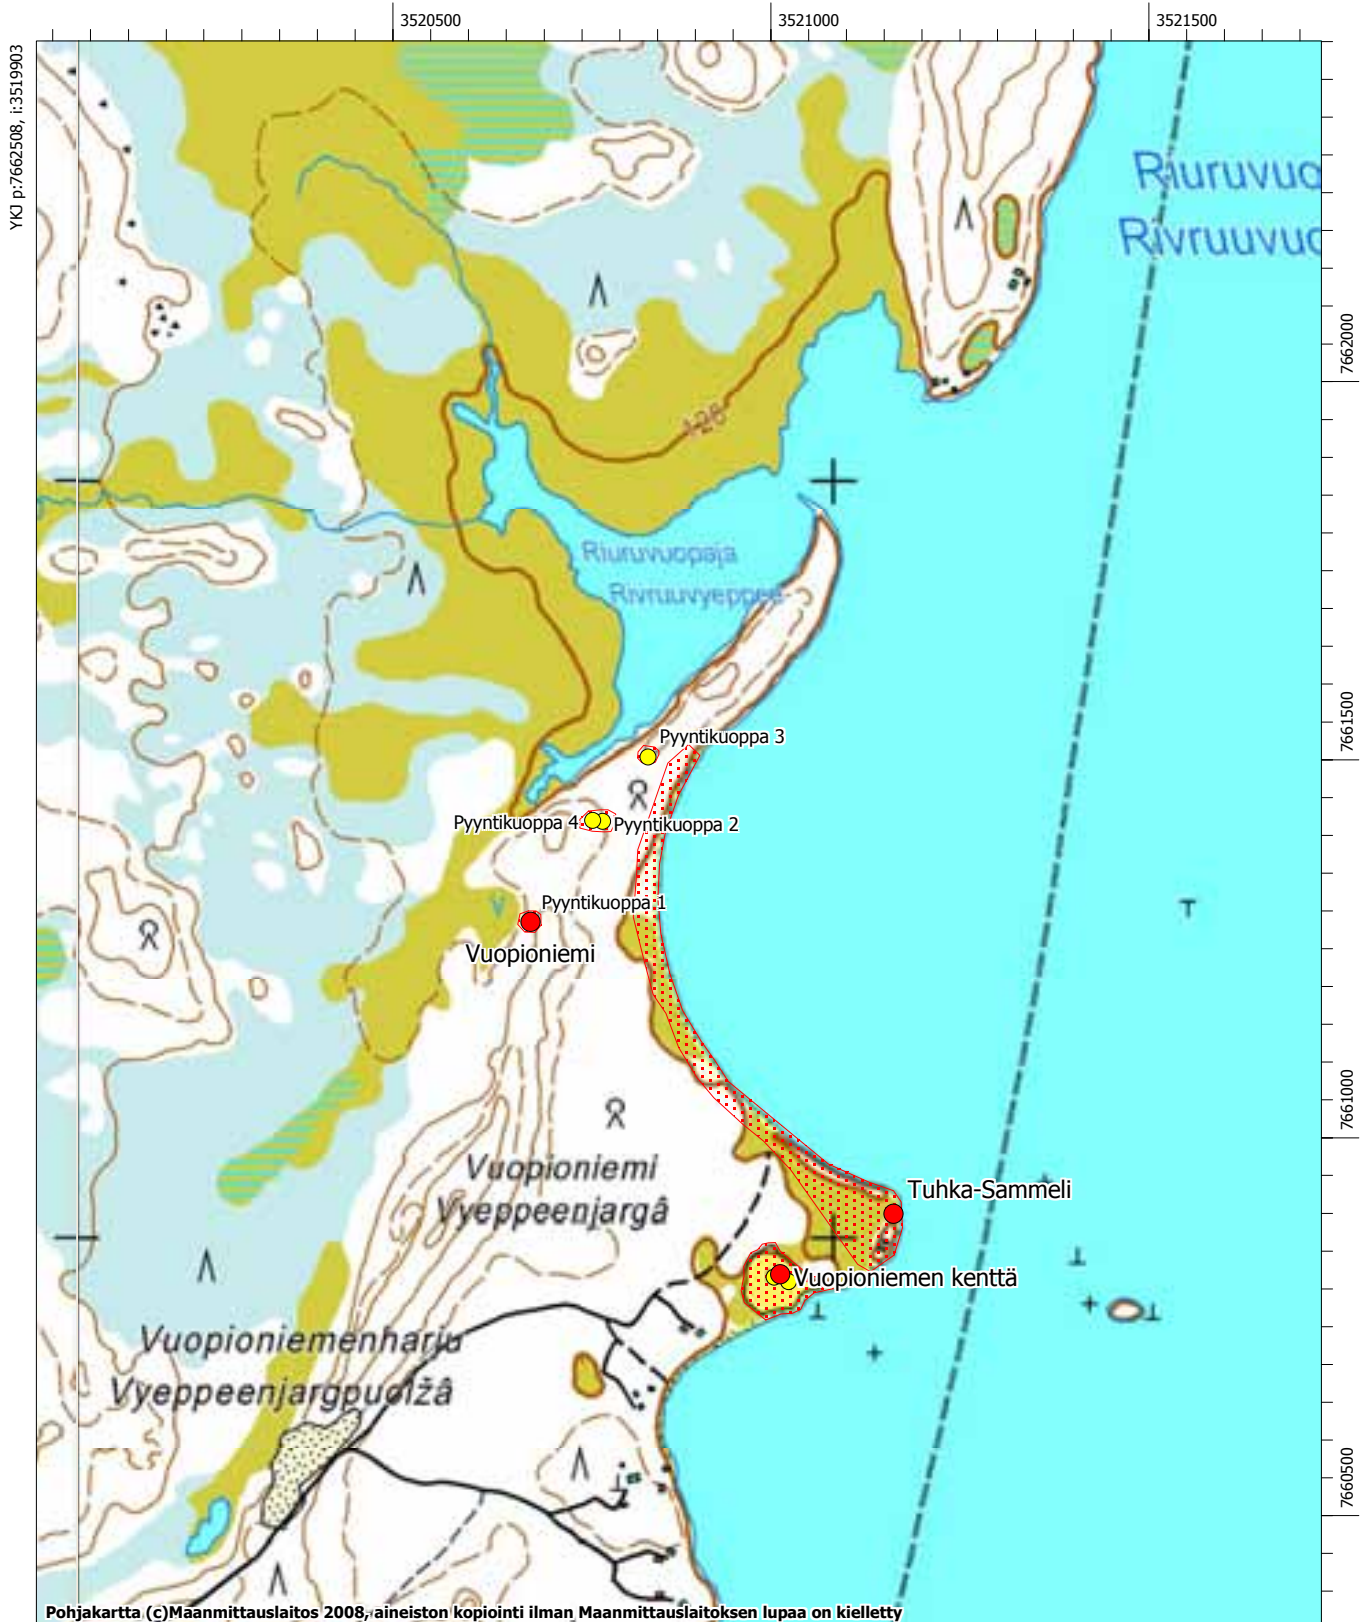 3520500
3521000
3521500
YKJ p:7662508, i:3519903
Riuruvuo
Rivruuvuo
7662000
128
Riuruvuopaja
Rivruuvyeppee
7661500
Pyyntikuoppa 3
Pyyntikuoppa 4
Pyyntikuoppa 2
Pyyntikuoppa 1
Vuopioniemi
7661000
Vuopioniemi
Vyeppeenjargâ
Tuhka-Sammeli
Vuopioniemen kenttä
Vuopioniemenharju
Vyeppeenjargpuolžâ
7660500
Pohjakartta (c)Maanmittauslaitos 2008, aineiston kopiointi ilman Maanmittauslaitoksen lupaa on kielletty